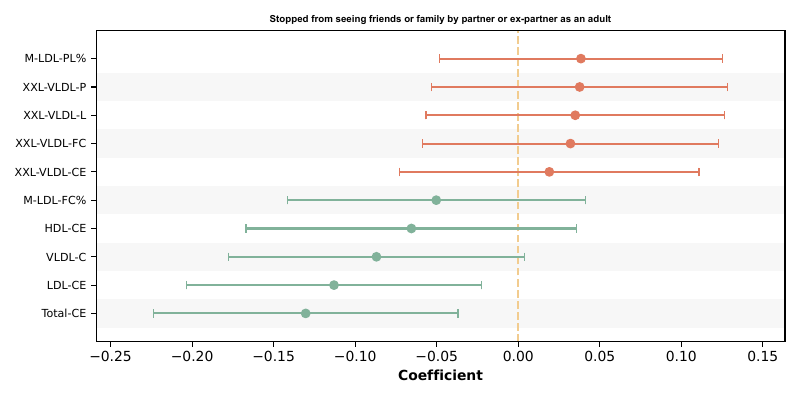 Stopped from seeing friends or family by partner or ex-partner as an adult
M-LDL-PL%
XXL-VLDL-P
XXL-VLDL-L
XXL-VLDL-FC
XXL-VLDL-CE
M-LDL-FC%
HDL-CE
VLDL-C
LDL-CE
Total-CE
−0.25 −0.20 −0.15 −0.10 −0.05 0.00 0.05 0.10 0.15
Coefficient